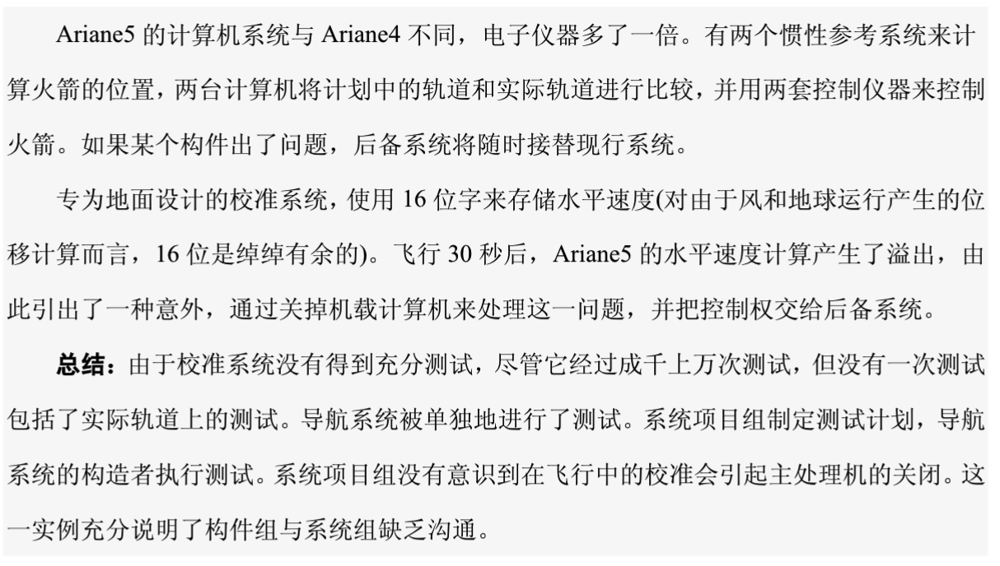 Ariane5 的计算机系统与 Ariane4 不同，电子仪器多了一倍。有两个惯性参考系统来计
算火箭的位置，两台计算机将计划中的轨道和实际轨道进行比较，并用两套控制仪器来控制
火箭。如果某个构件出了问题，后备系统将随时接替现行系统。
专为地面设计的校准系统，使用 16 位字来存储水平速度(对由于风和地球运行产生的位
移计算而言，16 位是绰绰有余的)。飞行 30 秒后，Ariane5 的水平速度计算产生了溢出，由
此引出了一种意外，通过关掉机载计算机来处理这一问题，并把控制权交给后备系统。
总结：由于校准系统没有得到充分测试，尽管它经过成千上万次测试，但没有一次测试
包括了实际轨道上的测试。导航系统被单独地进行了测试。系统项目组制定测试计划，导航
系统的构造者执行测试。系统项目组没有意识到在飞行中的校准会引起主处理机的关闭。这
一实例充分说明了构件组与系统组缺乏沟通。